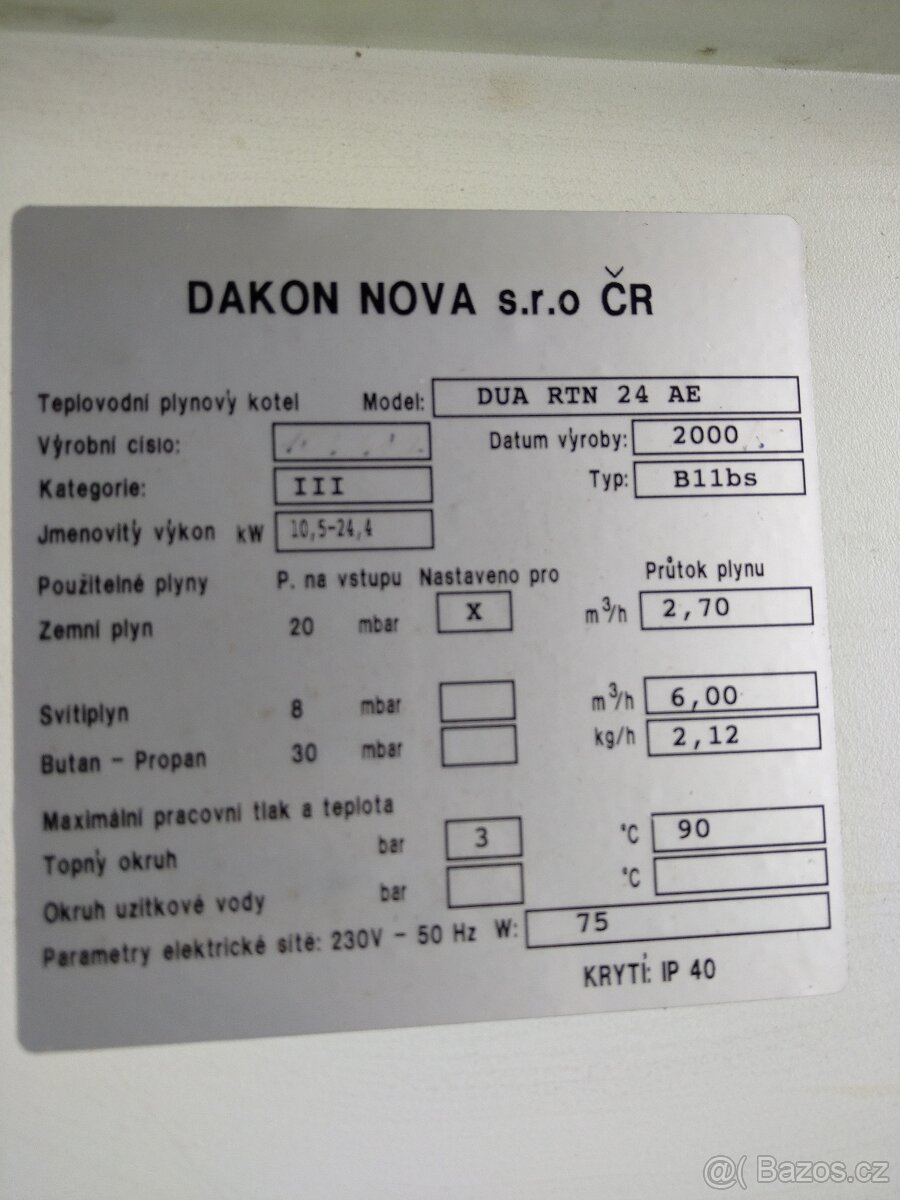 DAKON NOVA s.r.o ČR
Teplovodní plynový kotel Model: DUA RTN 24 AE
Výrobní císlo: Datum výroby: 2000
Kategorie: III Typ: B11bs
Jmenovitý výkon kW 10,5-24,4
Použitelné plyny P. na vstupu Nastaveno pro Průtok plynu
Zemní plyn 20 mbar X m³/h 2,70
Svítiplyn 8 mbar m³/h 6,00
Butan - Propan 30 mbar kg/h 2,12
Maximální pracovní tlak a teplota
Topný okruh bar 3 °C 90
Okruh uzitkové vody bar °C
Parametry elektrické sítě: 230V - 50 Hz W: 75
KRYTÍ: IP 40
@( Bazos.cz